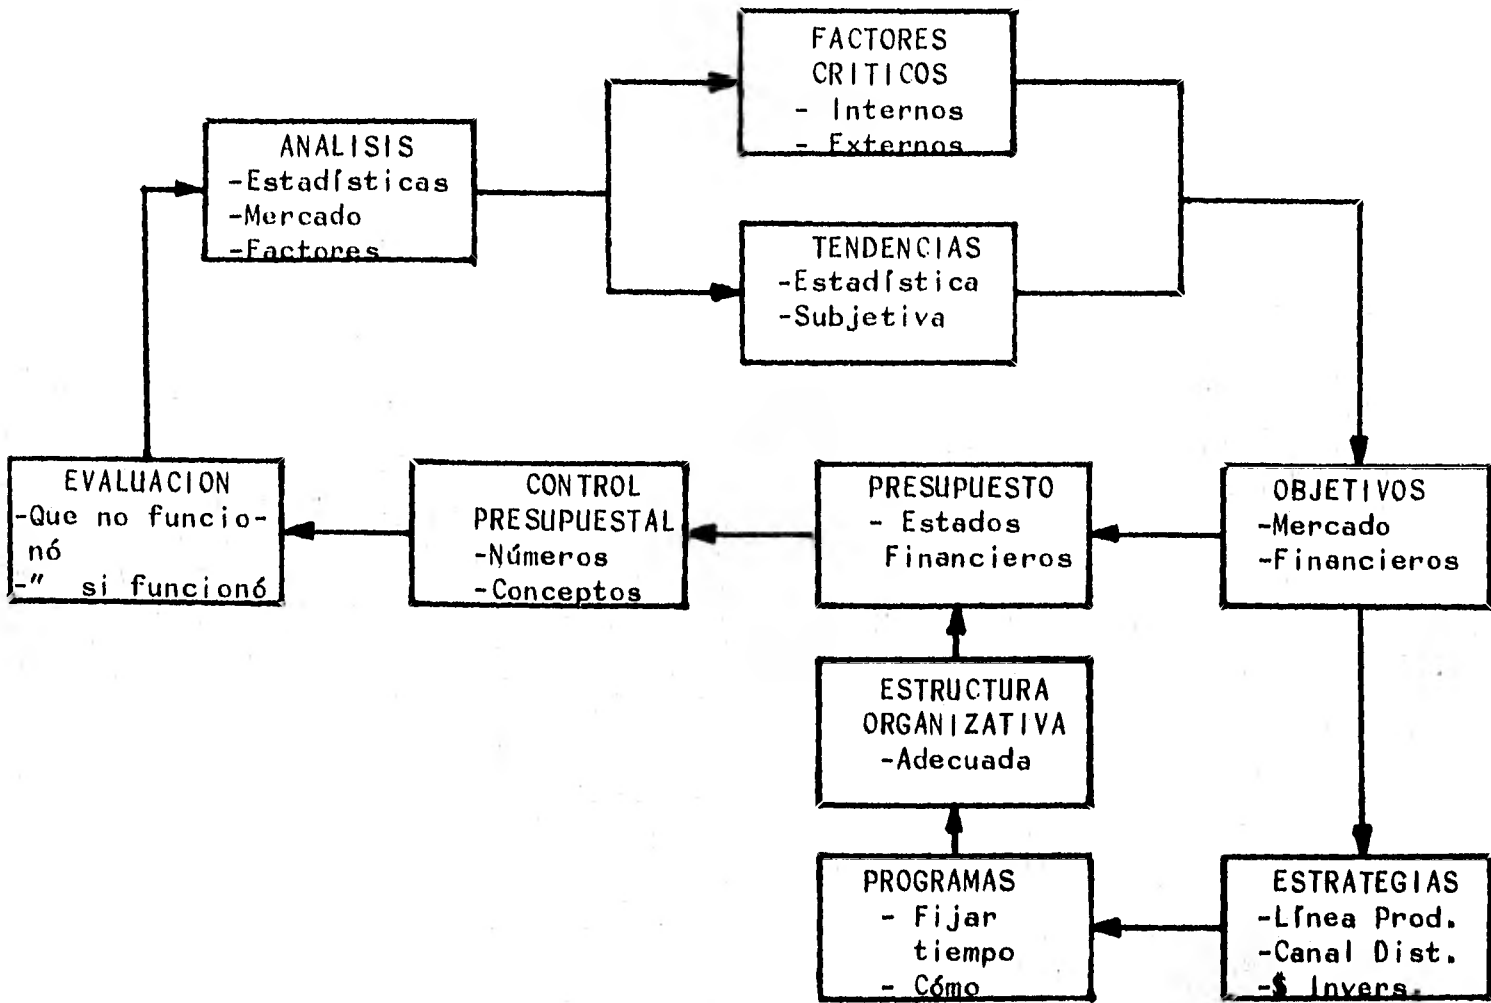 FACTORES
CRITICOS
- Internos
- Externos
ANALISIS
-Estadísticas
-Mercado
-Factores
TENDENCIAS
-Estadística
-Subjetiva
EVALUACION
-Que no funcio-
nó
-" si funcionó
CONTROL
PRESUPUESTAL
-Números
-Conceptos
PRESUPUESTO
- Estados
Financieros
OBJETIVOS
-Mercado
-Financieros
ESTRUCTURA
ORGANIZATIVA
-Adecuada
PROGRAMAS
- Fijar
tiempo
- Cómo
ESTRATEGIAS
-Línea Prod.
-Canal Dist.
-$ Invers.